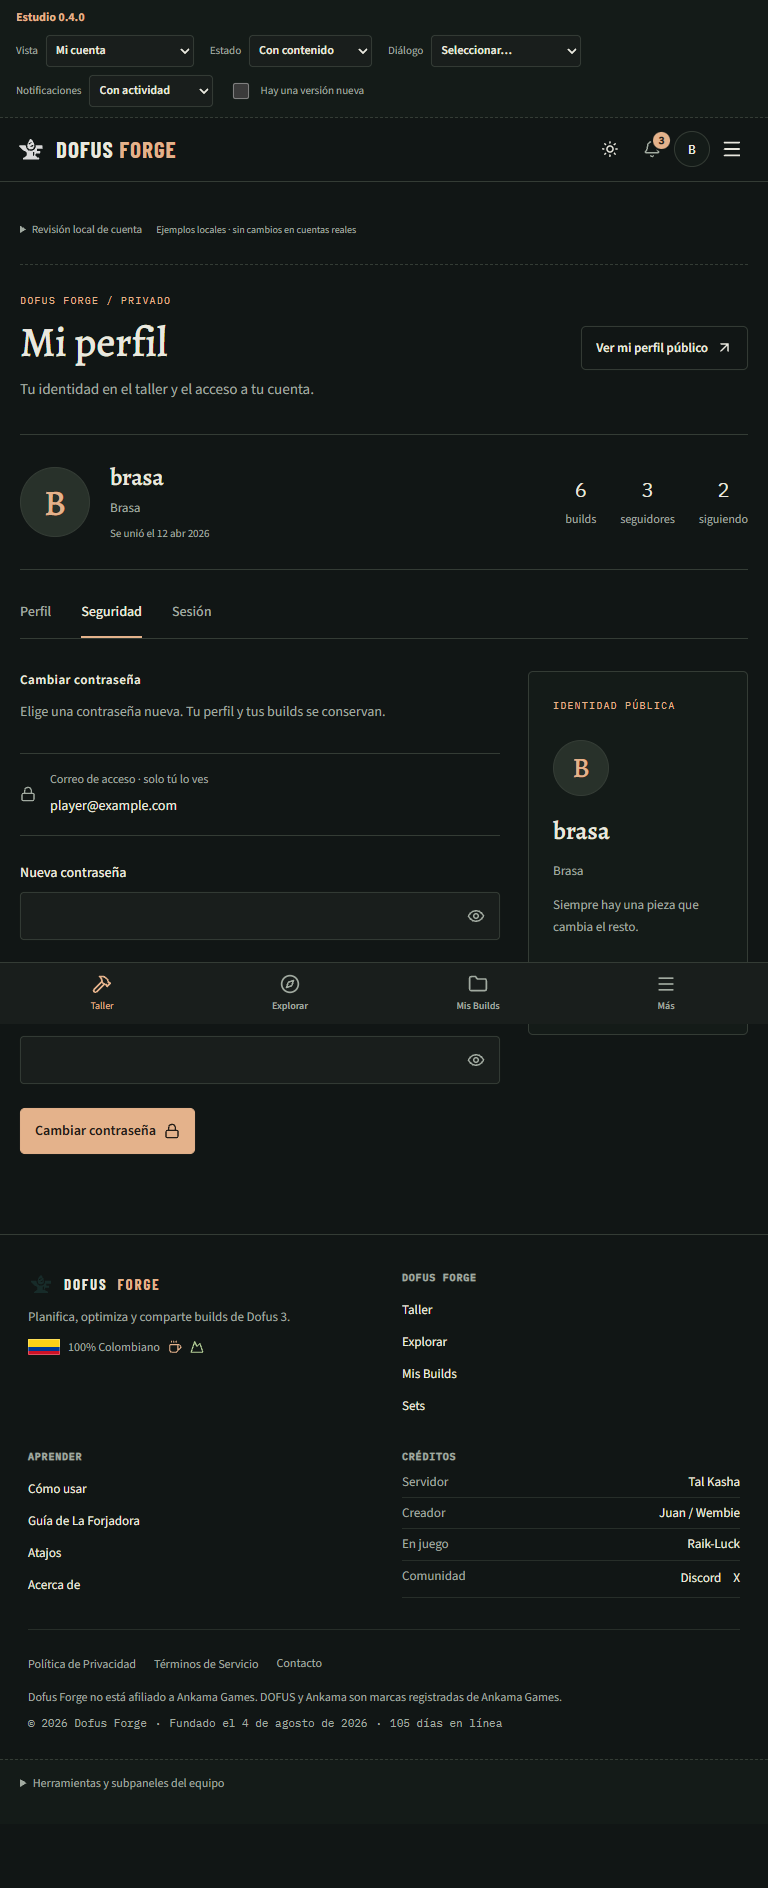 Estudio 0.4.0
Vista Mi cuenta Estado Con contenido Diálogo Seleccionar...
Notificaciones Con actividad Hay una versión nueva
DOFUS FORGE 3 B
Revisión local de cuenta Ejemplos locales · sin cambios en cuentas reales
DOFUS FORGE / PRIVADO
Mi perfil
Ver mi perfil público
Tu identidad en el taller y el acceso a tu cuenta.
B
brasa
Brasa
Se unió el 12 abr 2026
6 builds
3 seguidores
2 siguiendo
Perfil Seguridad Sesión
Cambiar contraseña
Elige una contraseña nueva. Tu perfil y tus builds se conservan.
Correo de acceso · solo tú lo ves
player@example.com
Nueva contraseña
IDENTIDAD PÚBLICA
B
brasa
Brasa
Siempre hay una pieza que
cambia el resto.
Taller Explorar Mis Builds Más
Cambiar contraseña
DOFUS FORGE
Planifica, optimiza y comparte builds de Dofus 3.
100% Colombiano
DOFUS FORGE
Taller
Explorar
Mis Builds
Sets
APRENDER
Cómo usar
Guía de La Forjadora
Atajos
Acerca de
CRÉDITOS
Servidor Tal Kasha
Creador Juan / Wembie
En juego Raik-Luck
Comunidad Discord X
Política de Privacidad Términos de Servicio Contacto
Dofus Forge no está afiliado a Ankama Games. DOFUS y Ankama son marcas registradas de Ankama Games.
© 2026 Dofus Forge · Fundado el 4 de agosto de 2026 · 105 días en línea
Herramientas y subpaneles del equipo